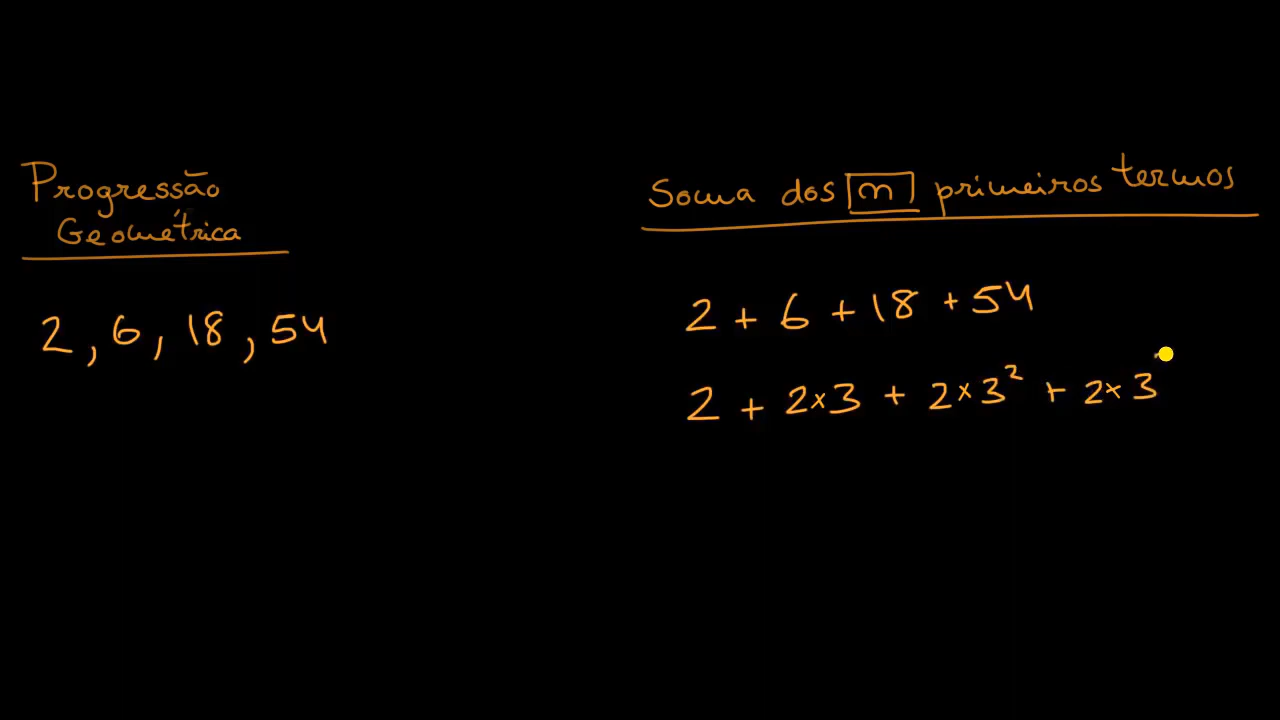 Progressão
Geométrica
2, 6, 18, 54
Soma dos n primeiros termos
2 + 6 + 18 + 54
2 + 2×3 + 2×3² + 2×3